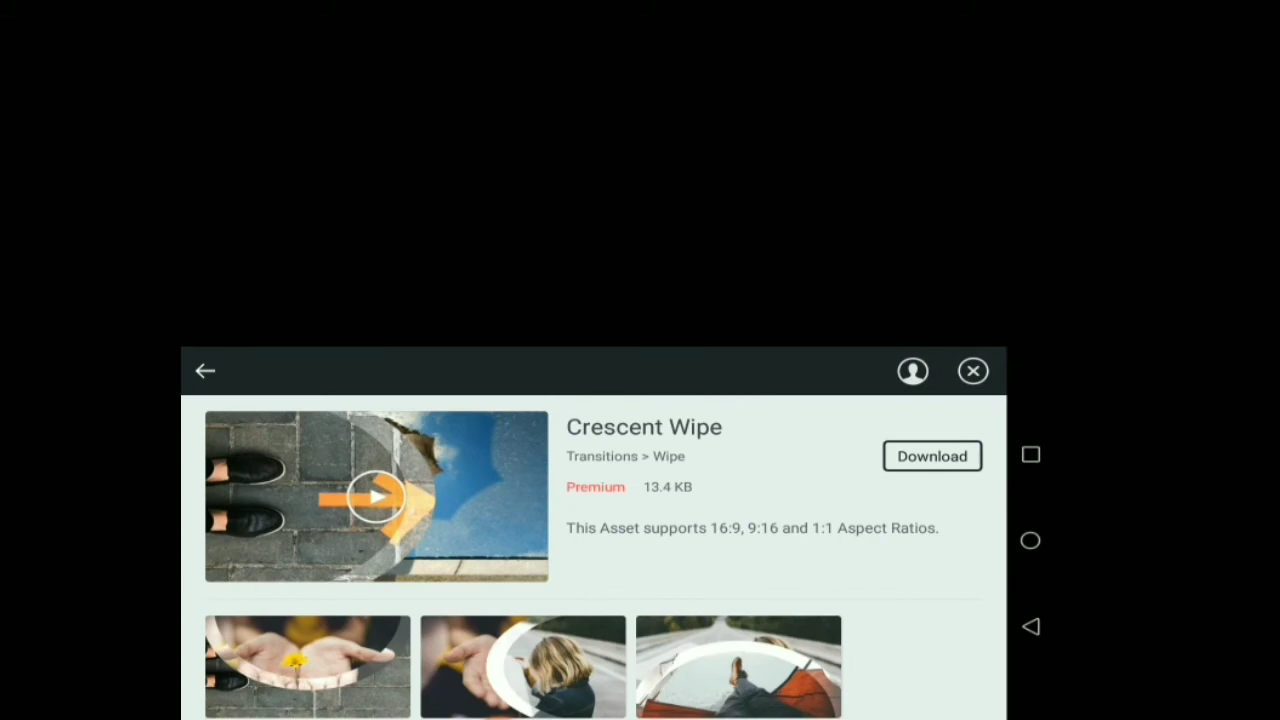 Crescent Wipe
Transitions > Wipe
Download
Premium 13.4 KB
This Asset supports 16:9, 9:16 and 1:1 Aspect Ratios.